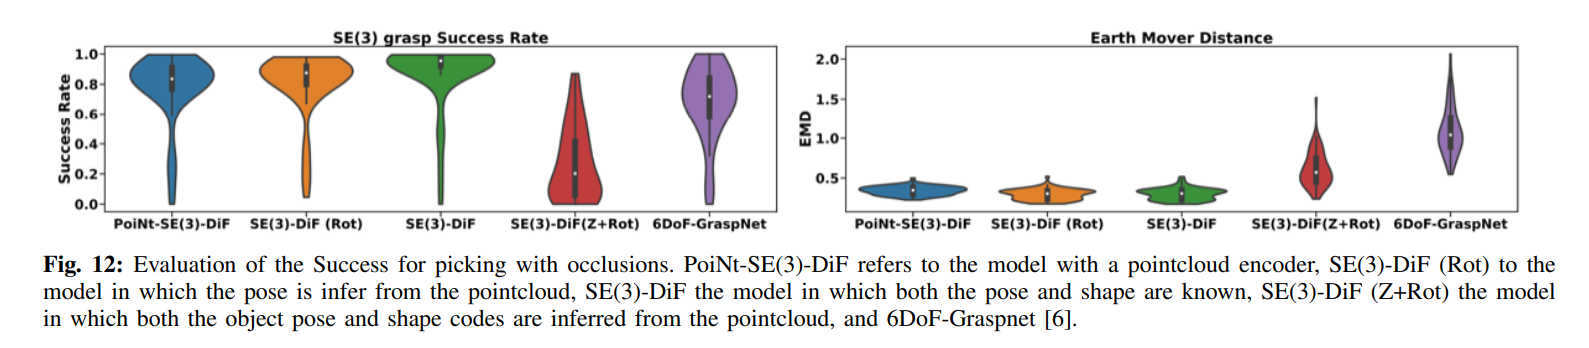 SE(3) grasp Success Rate
Success Rate
1.0
0.8
0.6
0.4
0.2
0.0
PoiNt-SE(3)-DiF SE(3)-DiF (Rot) SE(3)-DiF SE(3)-DiF(Z+Rot) 6DoF-GraspNet
Earth Mover Distance
EMD
2.0
1.5
1.0
0.5
PoiNt-SE(3)-DiF SE(3)-DiF (Rot) SE(3)-DiF SE(3)-DiF(Z+Rot) 6DoF-GraspNet
Fig. 12: Evaluation of the Success for picking with occlusions. PoiNt-SE(3)-DiF refers to the model with a pointcloud encoder, SE(3)-DiF (Rot) to the
model in which the pose is infer from the pointcloud, SE(3)-DiF the model in which both the pose and shape are known, SE(3)-DiF (Z+Rot) the model
in which both the object pose and shape codes are inferred from the pointcloud, and 6DoF-Graspnet [6].